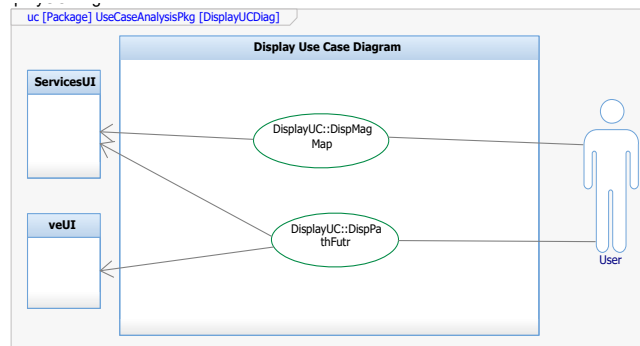 uc [Package] UseCaseAnalysisPkg [DisplayUCDiag]
Display Use Case Diagram
ServicesUI
DisplayUC::DispMag
Map
veUI
DisplayUC::DispPa
thFutr
User